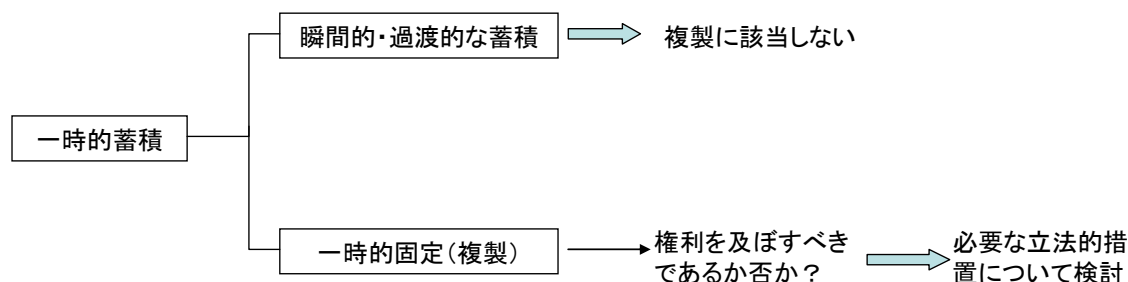 瞬間的・過渡的な蓄積
複製に該当しない
一時的蓄積
一時的固定(複製)
権利を及ぼすべき
であるか否か？
必要な立法的措
置について検討